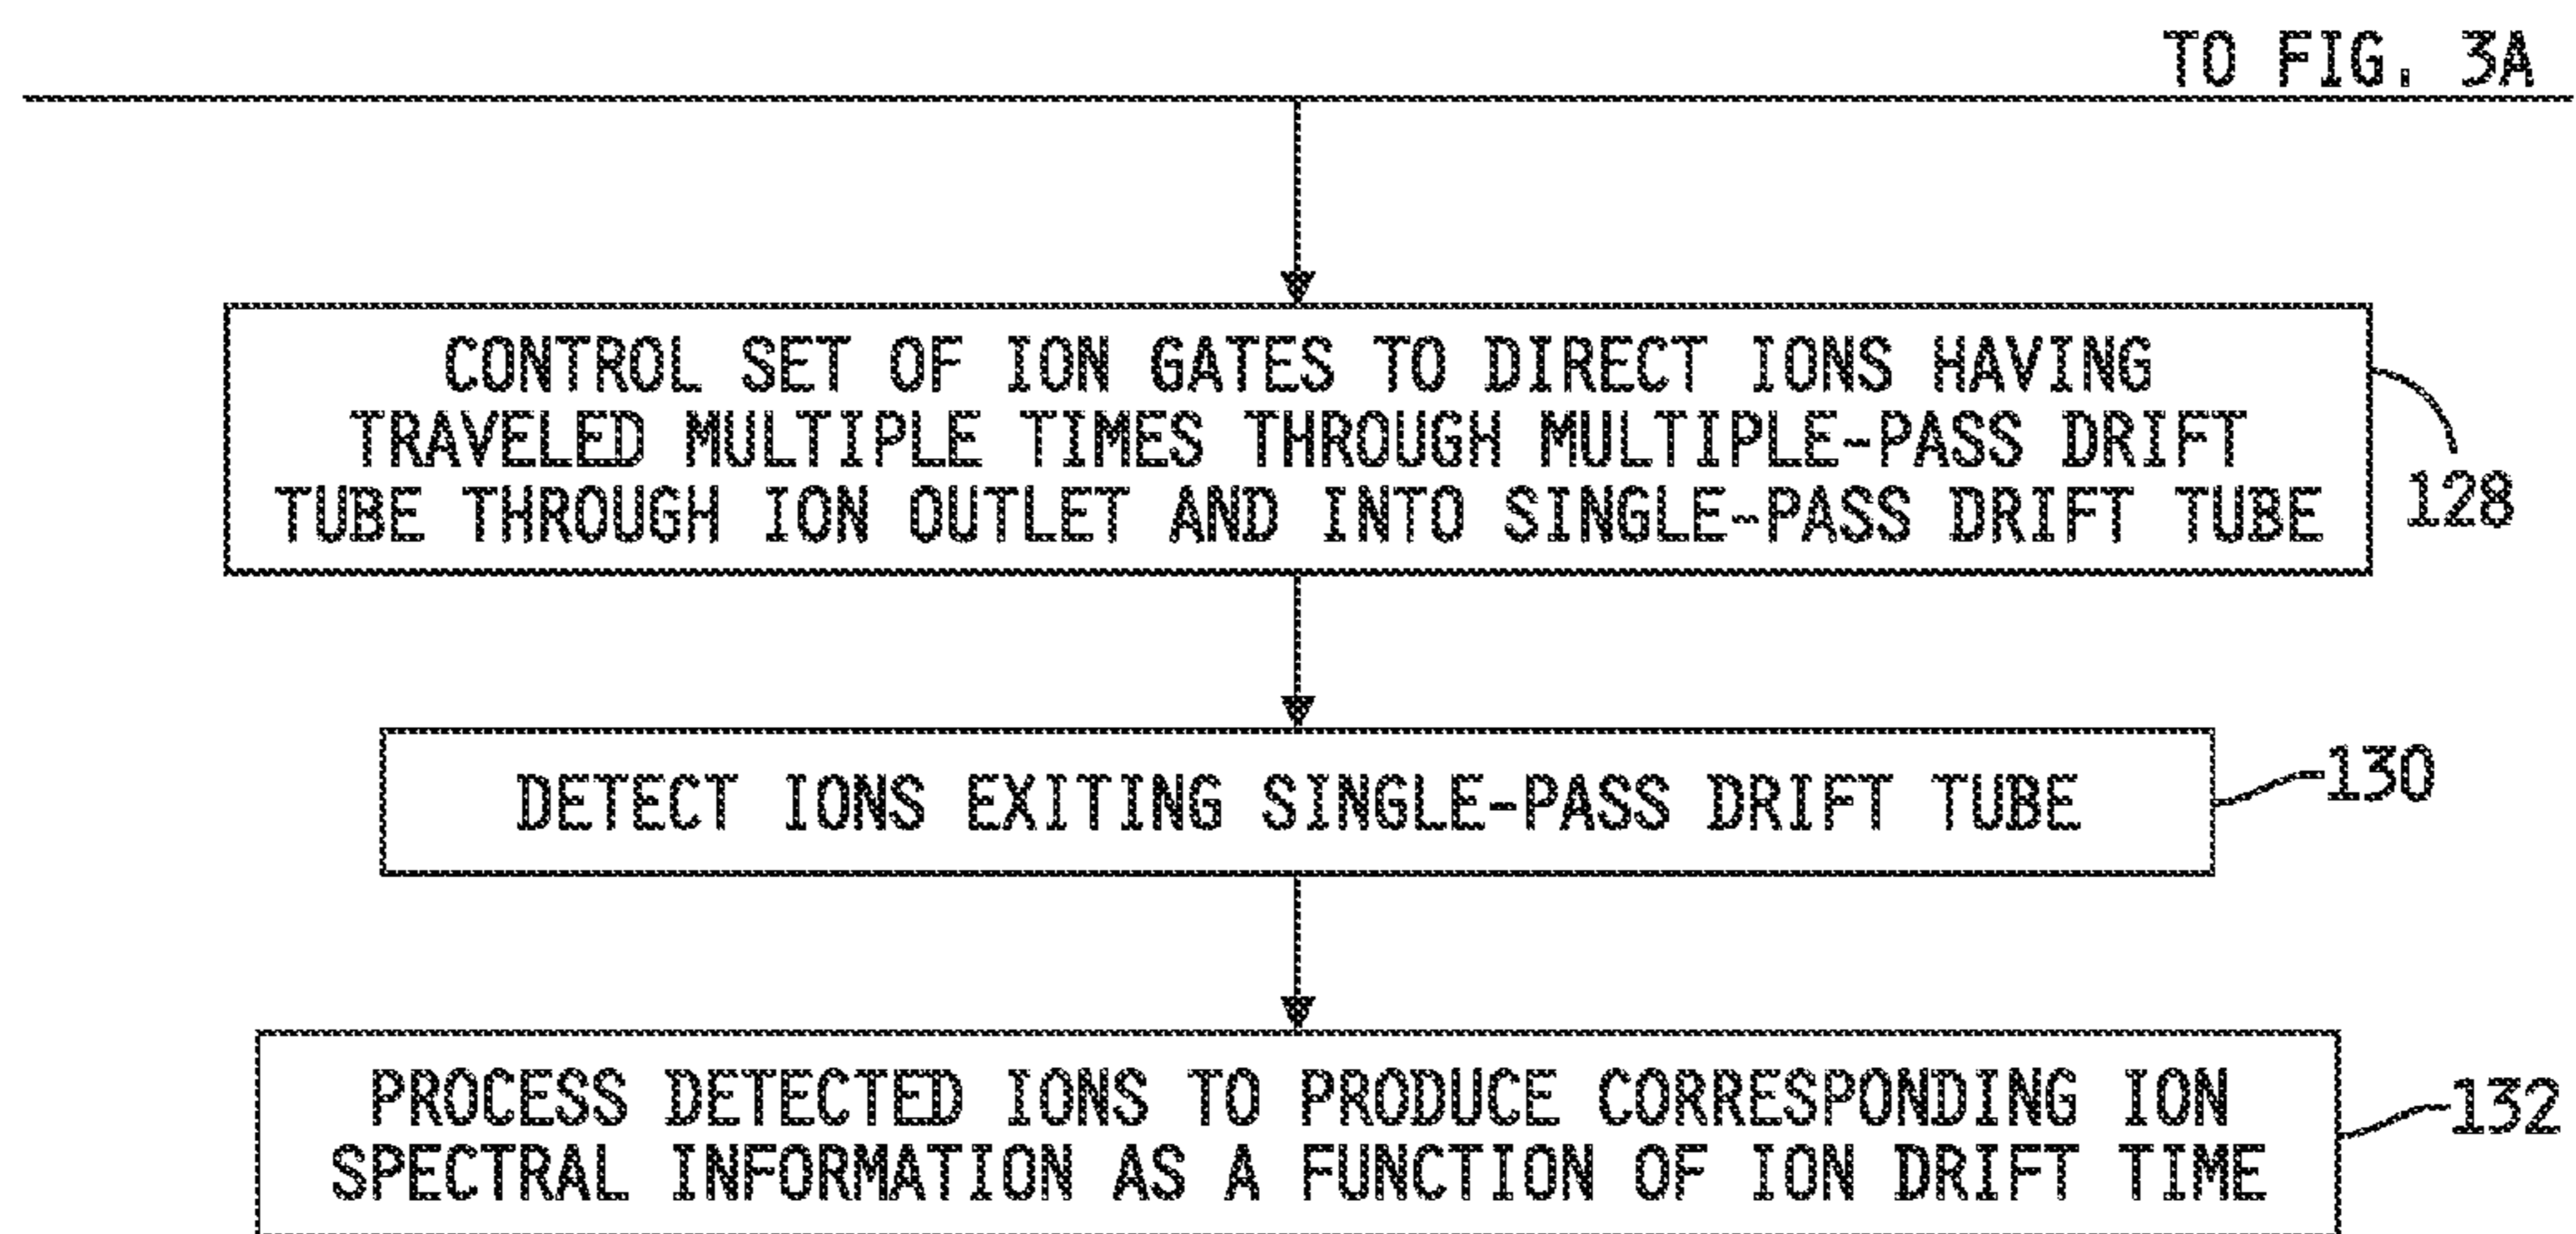 TO FIG. 3A
CONTROL SET OF ION GATES TO DIRECT IONS HAVING
TRAVELED MULTIPLE TIMES THROUGH MULTIPLE-PASS DRIFT
TUBE THROUGH ION OUTLET AND INTO SINGLE-PASS DRIFT TUBE
128
DETECT IONS EXITING SINGLE-PASS DRIFT TUBE
130
PROCESS DETECTED IONS TO PRODUCE CORRESPONDING ION
SPECTRAL INFORMATION AS A FUNCTION OF ION DRIFT TIME
132